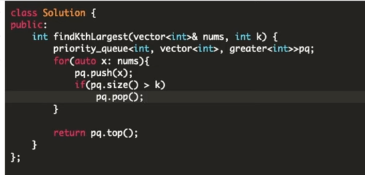 class Solution {
public:
    int findKthLargest(vector<int>& nums, int k) {
        priority_queue<int, vector<int>, greater<int>>pq;
        for(auto x: nums){
            pq.push(x);
            if(pq.size() > k)
                pq.pop();
        }

        return pq.top();
    }
};